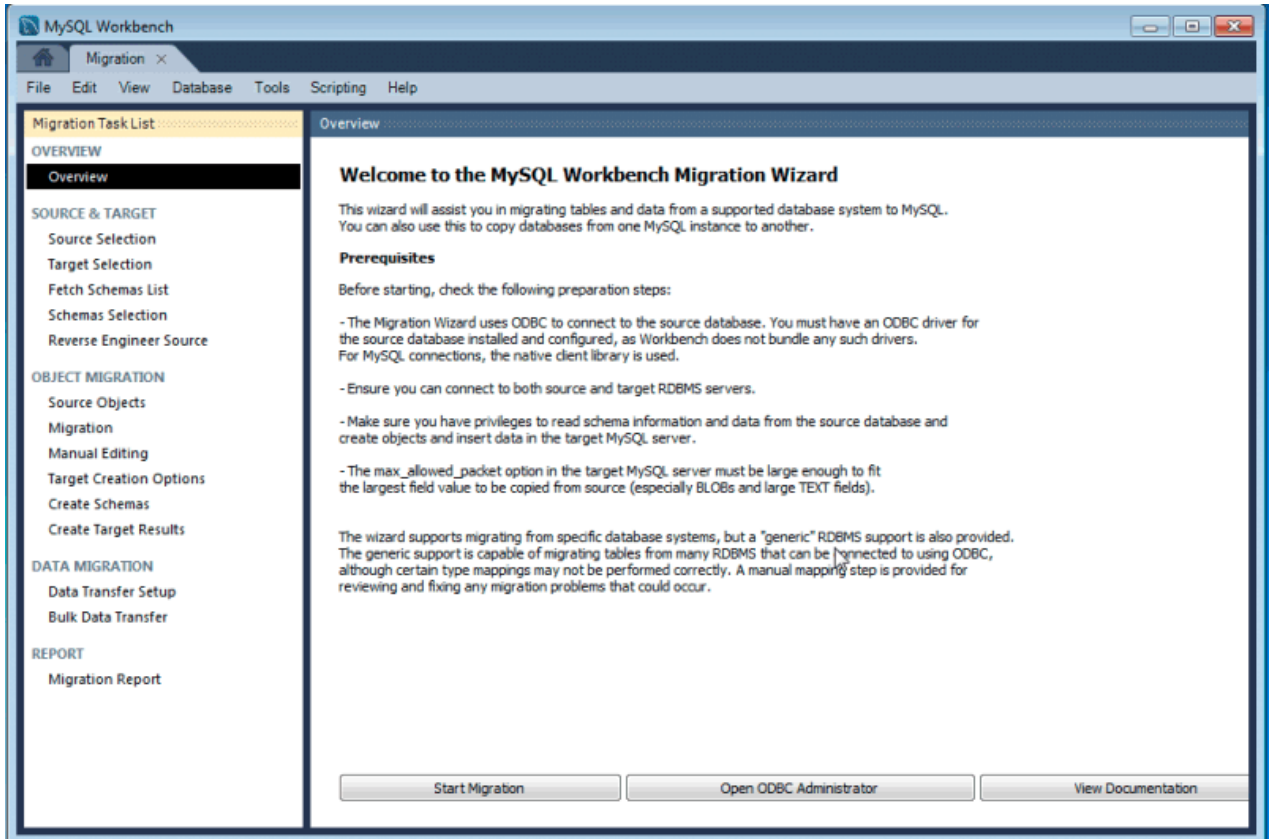 MySQL Workbench
Migration
File Edit View Database Tools Scripting Help
Migration Task List
OVERVIEW
Overview
SOURCE & TARGET
Source Selection
Target Selection
Fetch Schemas List
Schemas Selection
Reverse Engineer Source
OBJECT MIGRATION
Source Objects
Migration
Manual Editing
Target Creation Options
Create Schemas
Create Target Results
DATA MIGRATION
Data Transfer Setup
Bulk Data Transfer
REPORT
Migration Report
Overview
Welcome to the MySQL Workbench Migration Wizard
This wizard will assist you in migrating tables and data from a supported database system to MySQL.
You can also use this to copy databases from one MySQL instance to another.
Prerequisites
Before starting, check the following preparation steps:
- The Migration Wizard uses ODBC to connect to the source database. You must have an ODBC driver for
the source database installed and configured, as Workbench does not bundle any such drivers.
For MySQL connections, the native client library is used.
- Ensure you can connect to both source and target RDBMS servers.
- Make sure you have privileges to read schema information and data from the source database and
create objects and insert data in the target MySQL server.
- The max_allowed_packet option in the target MySQL server must be large enough to fit
the largest field value to be copied from source (especially BLOBs and large TEXT fields).
The wizard supports migrating from specific database systems, but a "generic" RDBMS support is also provided.
The generic support is capable of migrating tables from many RDBMS that can be connected to using ODBC,
although certain type mappings may not be performed correctly. A manual mapping step is provided for
reviewing and fixing any migration problems that could occur.
Start Migration Open ODBC Administrator View Documentation